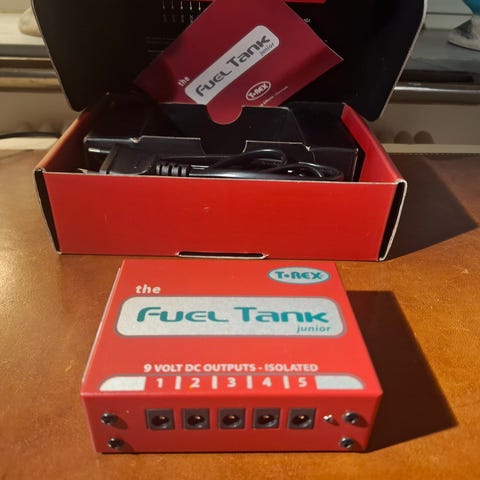 the
FUEL TANK
junior
T-REX
T-REX
the
FUEL TANK
junior
9 VOLT DC OUTPUTS - ISOLATED
1 | 2 | 3 | 4 | 5